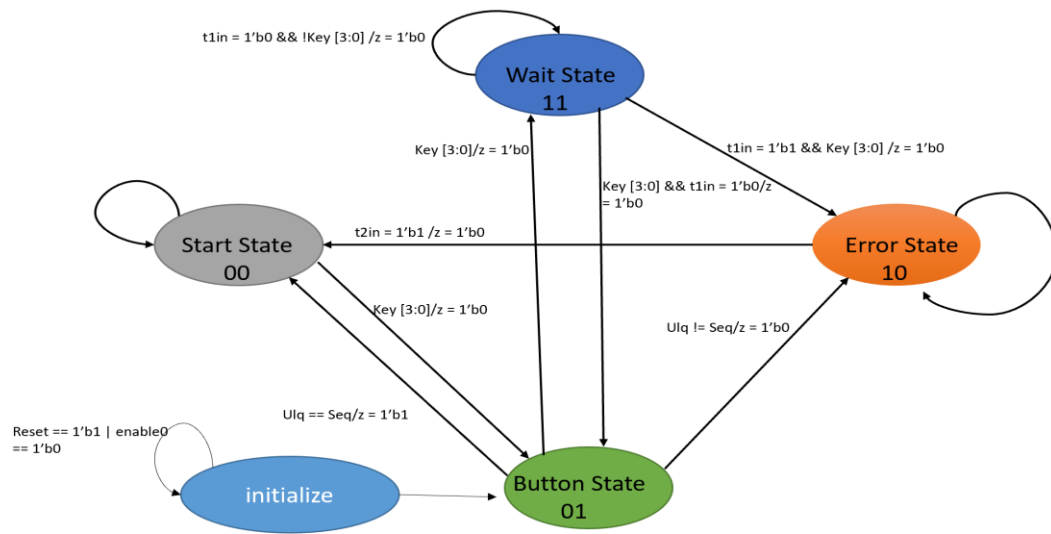 t1in = 1'b0 && !Key [3:0] /z = 1'b0
Wait State
11
Key [3:0]/z = 1'b0
t1in = 1'b1 && Key [3:0] /z = 1'b0
Key [3:0] && t1in = 1'b0/z
= 1'b0
Start State
00
t2in = 1'b1 /z = 1'b0
Error State
10
Key [3:0]/z = 1'b0
Ulq != Seq/z = 1'b0
Ulq == Seq/z = 1'b1
Reset == 1'b1 | enable0
== 1'b0
initialize
Button State
01